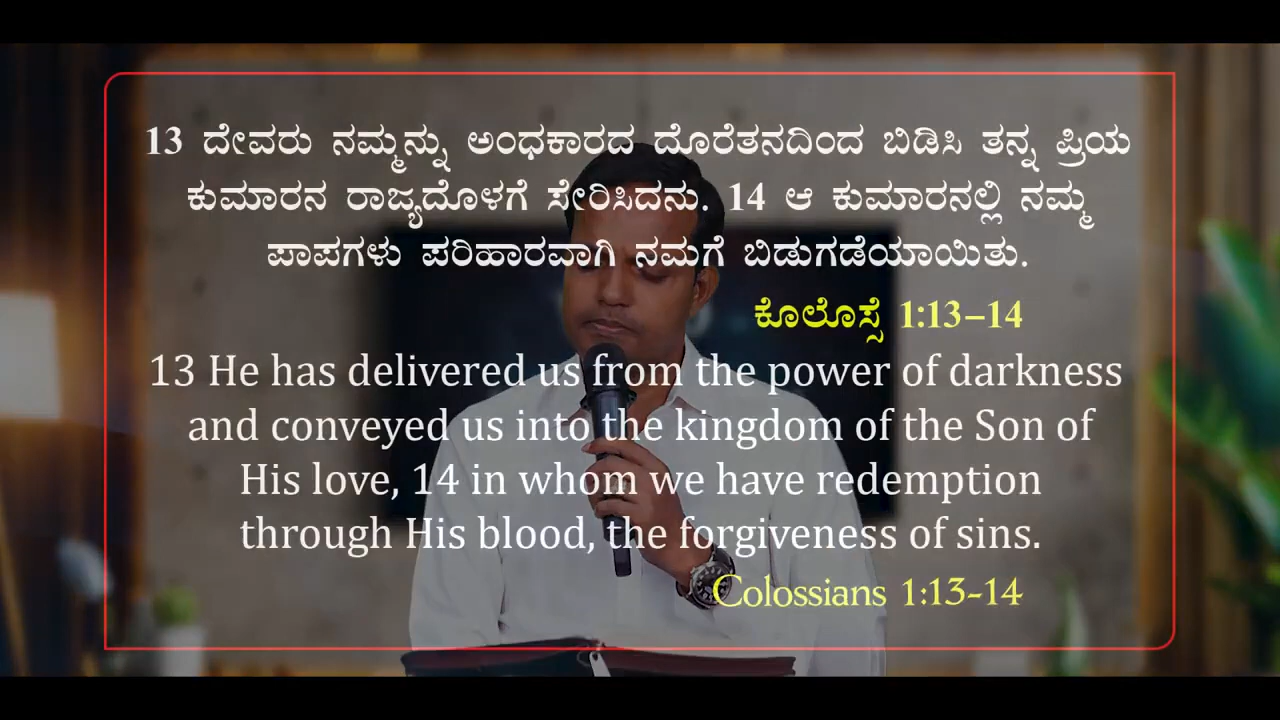 13 ದೇವರು ನಮ್ಮನ್ನು ಅಂಧಕಾರದ ದೊರೆತನದಿಂದ ಬಿಡಿಸಿ ತನ್ನ ಪ್ರಿಯ
ಕುಮಾರನ ರಾಜ್ಯದೊಳಗೆ ಸೇರಿಸಿದನು. 14 ಆ ಕುಮಾರನಲ್ಲಿ ನಮ್ಮ
ಪಾಪಗಳು ಪರಿಹಾರವಾಗಿ ನಮಗೆ ಬಿಡುಗಡೆಯಾಯಿತು.
ಕೊಲೊಸ್ಸೆ 1:13–14
13 He has delivered us from the power of darkness
and conveyed us into the kingdom of the Son of
His love, 14 in whom we have redemption
through His blood, the forgiveness of sins.
Colossians 1:13-14